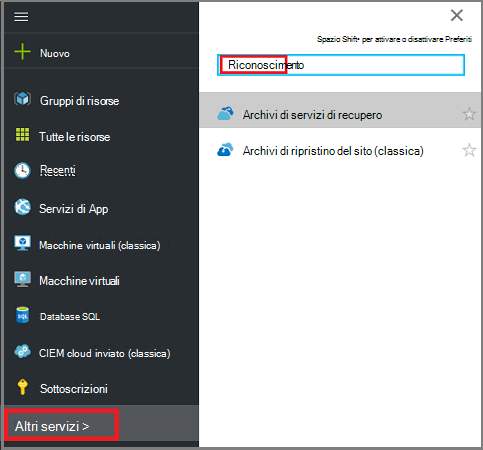 Nuovo
Gruppi di risorse
Tutte le risorse
Recenti
Servizi di App
Macchine virtuali (classica)
Macchine virtuali
Database SQL
CIEM cloud inviato (classica)
Sottoscrizioni
Altri servizi >
Spazio Shift+ per attivare o disattivare Preferiti
Riconoscimento
Archivi di servizi di recupero
Archivi di ripristino del sito (classica)